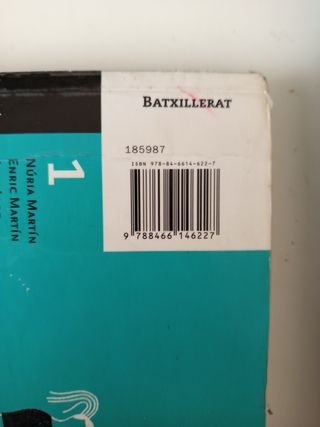 BATXILLERAT
185987
ISBN 978-84-6614-622-7
9 788466 146227
1
NÚRIA MARTÍN
ENRIC MARTÍN